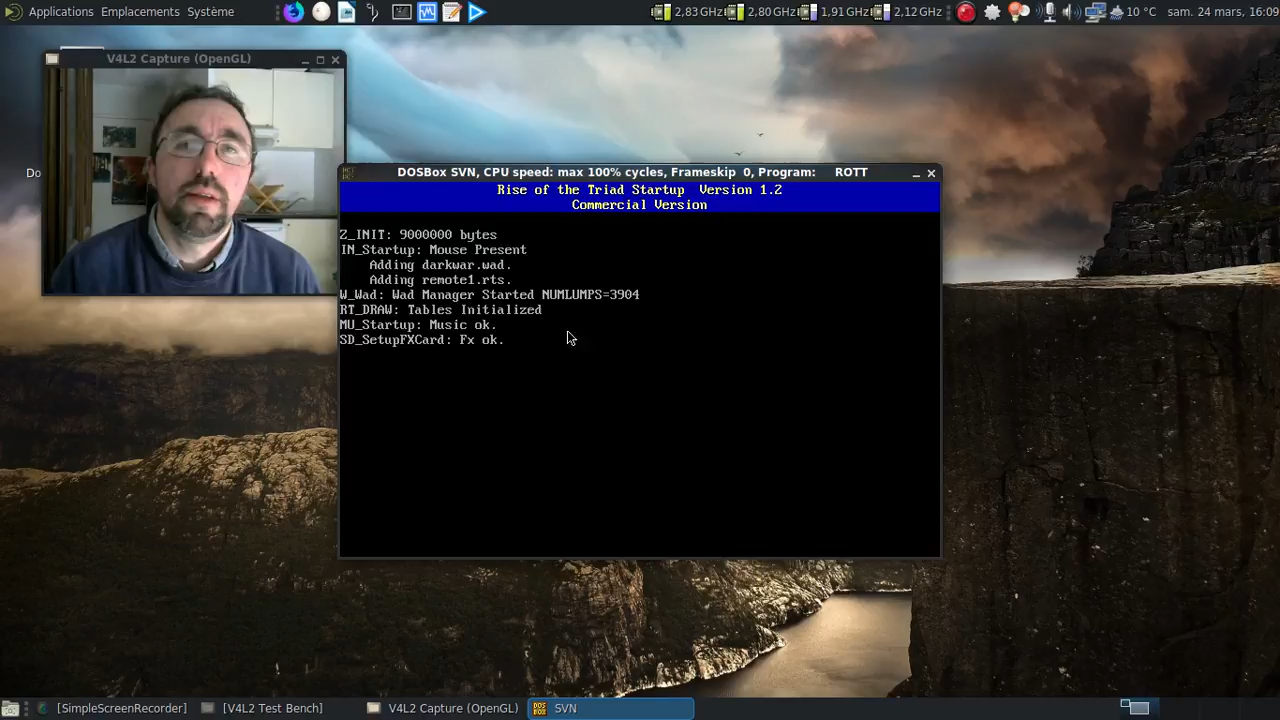 Applications Emplacements Système
2,83 GHz 2,80 GHz 1,91 GHz 2,12 GHz 10 °C sam. 24 mars, 16:09
V4L2 Capture (OpenGL)
Do
DOSBox SVN, CPU speed: max 100% cycles, Frameskip 0, Program: ROTT
Rise of the Triad Startup Version 1.2
Commercial Version
Z_INIT: 9000000 bytes
IN_Startup: Mouse Present
Adding darkwar.wad.
Adding remote1.rts.
W_Wad: Wad Manager Started NUMLUMPS=3904
RT_DRAW: Tables Initialized
MU_Startup: Music ok.
SD_SetupFXCard: Fx ok.
[SimpleScreenRecorder] [V4L2 Test Bench] V4L2 Capture (OpenGL) DOS BOX SVN